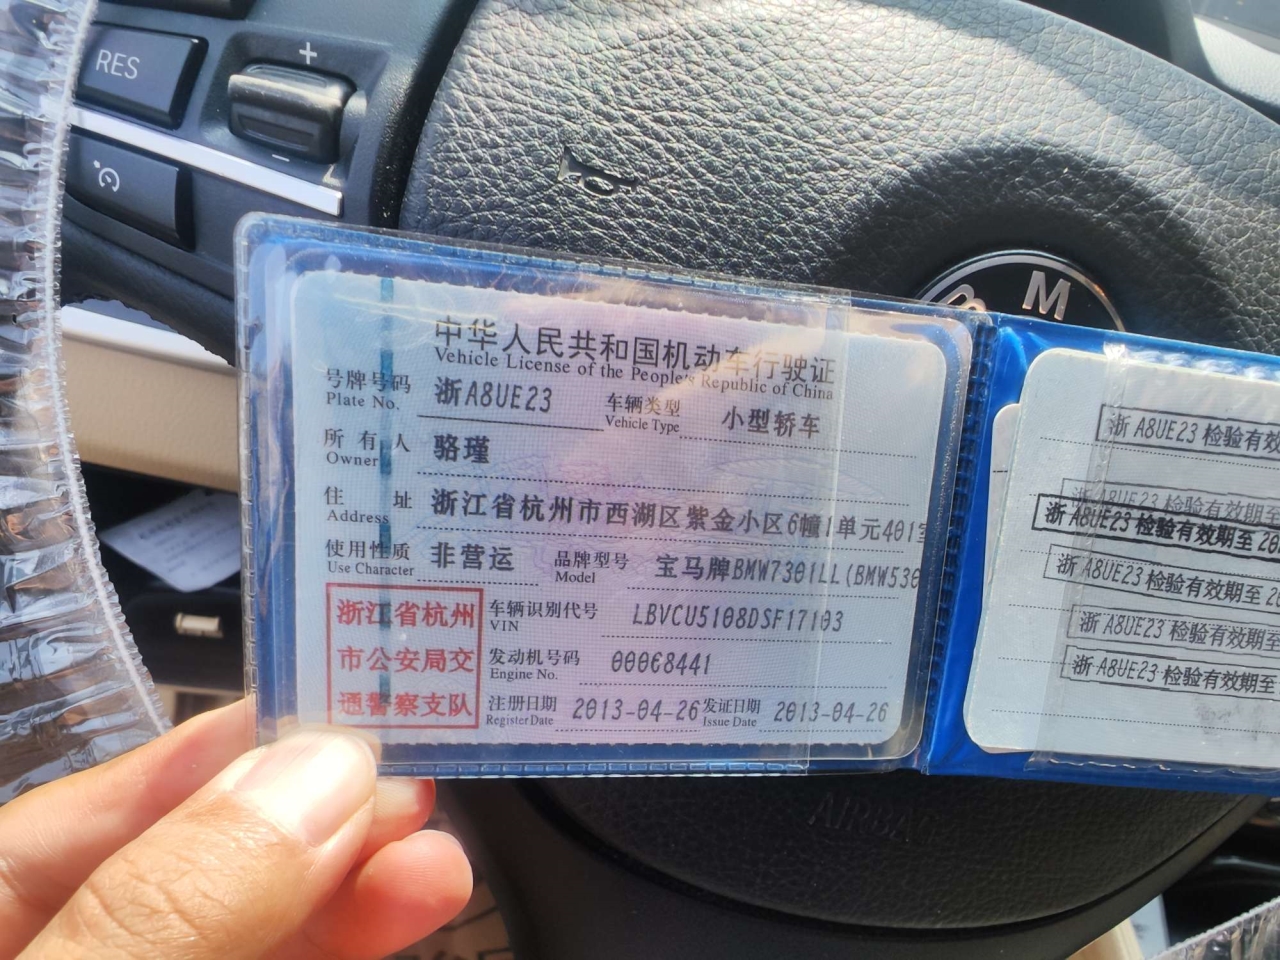 RES
+
−
M
中华人民共和国机动车行驶证
Vehicle License of the People's Republic of China
号牌号码 浙A8UE23 车辆类型 小型轿车
Plate No. Vehicle Type
所有人 骆瑾
Owner
住址 浙江省杭州市西湖区紫金小区6幢1单元401
Address
使用性质 非营运 品牌型号 宝马牌BMW7301LL(BMW530
Use Character Model
浙江省杭州
市公安局交
通警察支队
车辆识别代号 LBVCU5108DSF17103
VIN
发动机号码 00068441
Engine No.
注册日期 2013-04-26 发证日期 2013-04-26
Register Date Issue Date
浙A8UE23检验有效期
浙A8UE23检验有效期至
浙A8UE23检验有效期至20
浙A8UE23检验有效期至2
浙A8UE23检验有效期至
浙A8UE23检验有效期至
AIRBAG